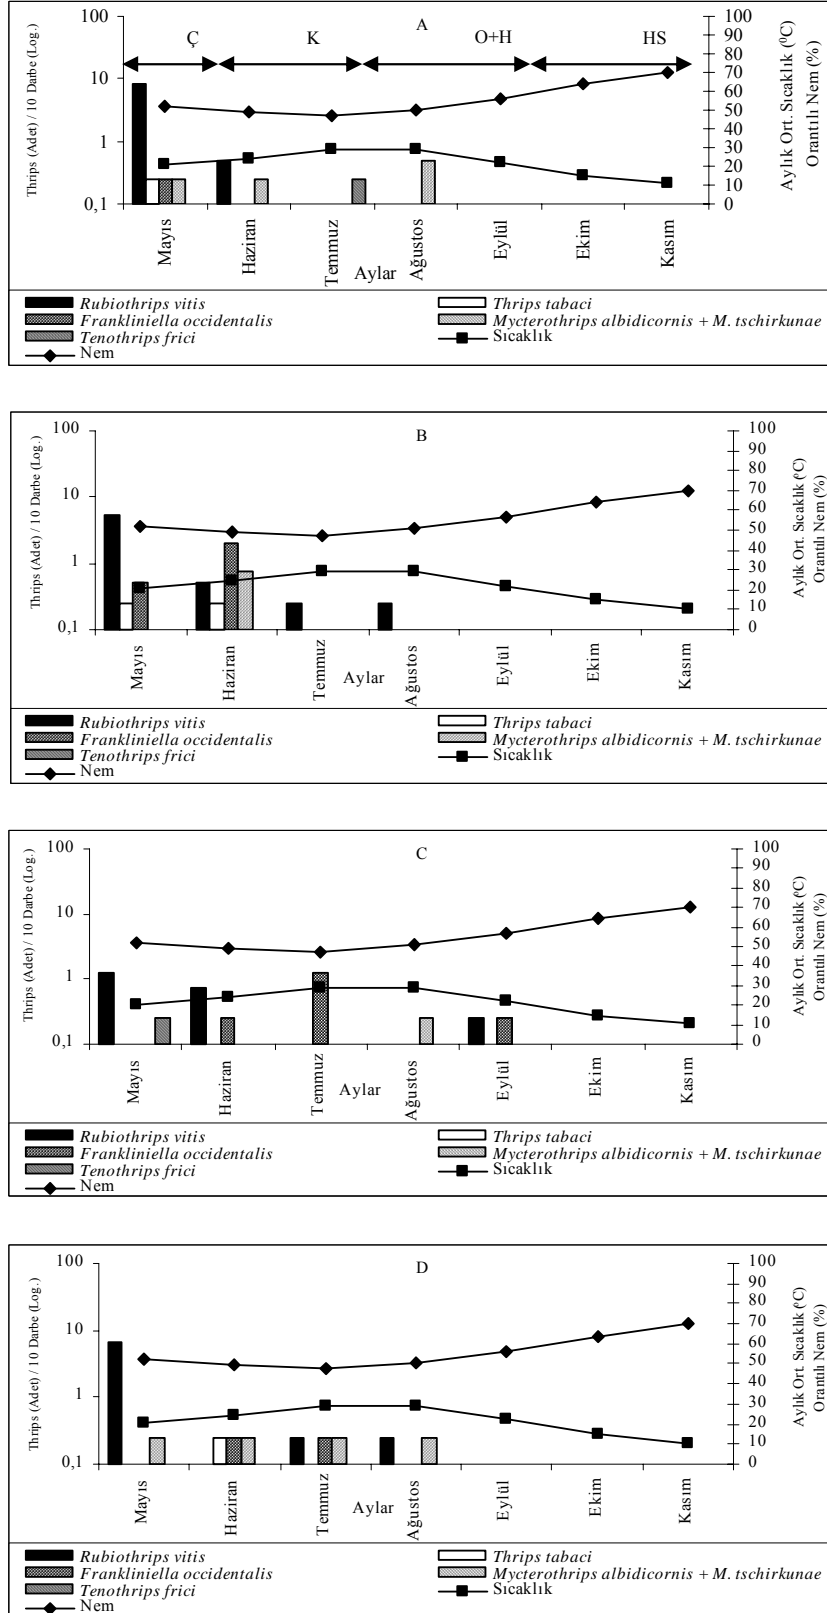 A
Ç K O+H HS
Thrips (Adet) / 10 Darbe (Log.)
100
10
1
0,1
100
90
80
70
60
50
40
30
20
10
0
Aylık Ort. Sıcaklık (⁰C)
Orantılı Nem (%)
Mayıs
Haziran
Temmuz
Ağustos
Eylül
Ekim
Kasım
Aylar
Rubiothrips vitis
Thrips tabaci
Frankliniella occidentalis
Mycterothrips albidicornis + M. tschirkunae
Tenothrips frici
Sıcaklık
Nem
B
Thrips (Adet) / 10 Darbe (Log.)
100
10
1
0,1
100
90
80
70
60
50
40
30
20
10
0
Aylık Ort. Sıcaklık (⁰C)
Orantılı Nem (%)
Mayıs
Haziran
Temmuz
Ağustos
Eylül
Ekim
Kasım
Aylar
Rubiothrips vitis
Thrips tabaci
Frankliniella occidentalis
Mycterothrips albidicornis + M. tschirkunae
Tenothrips frici
Sıcaklık
Nem
C
Thrips (Adet) / 10 Darbe (Log.)
100
10
1
0,1
100
90
80
70
60
50
40
30
20
10
0
Aylık Ort. Sıcaklık (⁰C)
Orantılı Nem (%)
Mayıs
Haziran
Temmuz
Ağustos
Eylül
Ekim
Kasım
Aylar
Rubiothrips vitis
Thrips tabaci
Frankliniella occidentalis
Mycterothrips albidicornis + M. tschirkunae
Tenothrips frici
Sıcaklık
Nem
D
Thrips (Adet) / 10 Darbe (Log.)
100
10
1
0,1
100
90
80
70
60
50
40
30
20
10
0
Aylık Ort. Sıcaklık (⁰C)
Orantılı Nem (%)
Mayıs
Haziran
Temmuz
Ağustos
Eylül
Ekim
Kasım
Aylar
Rubiothrips vitis
Thrips tabaci
Frankliniella occidentalis
Mycterothrips albidicornis + M. tschirkunae
Tenothrips frici
Sıcaklık
Nem